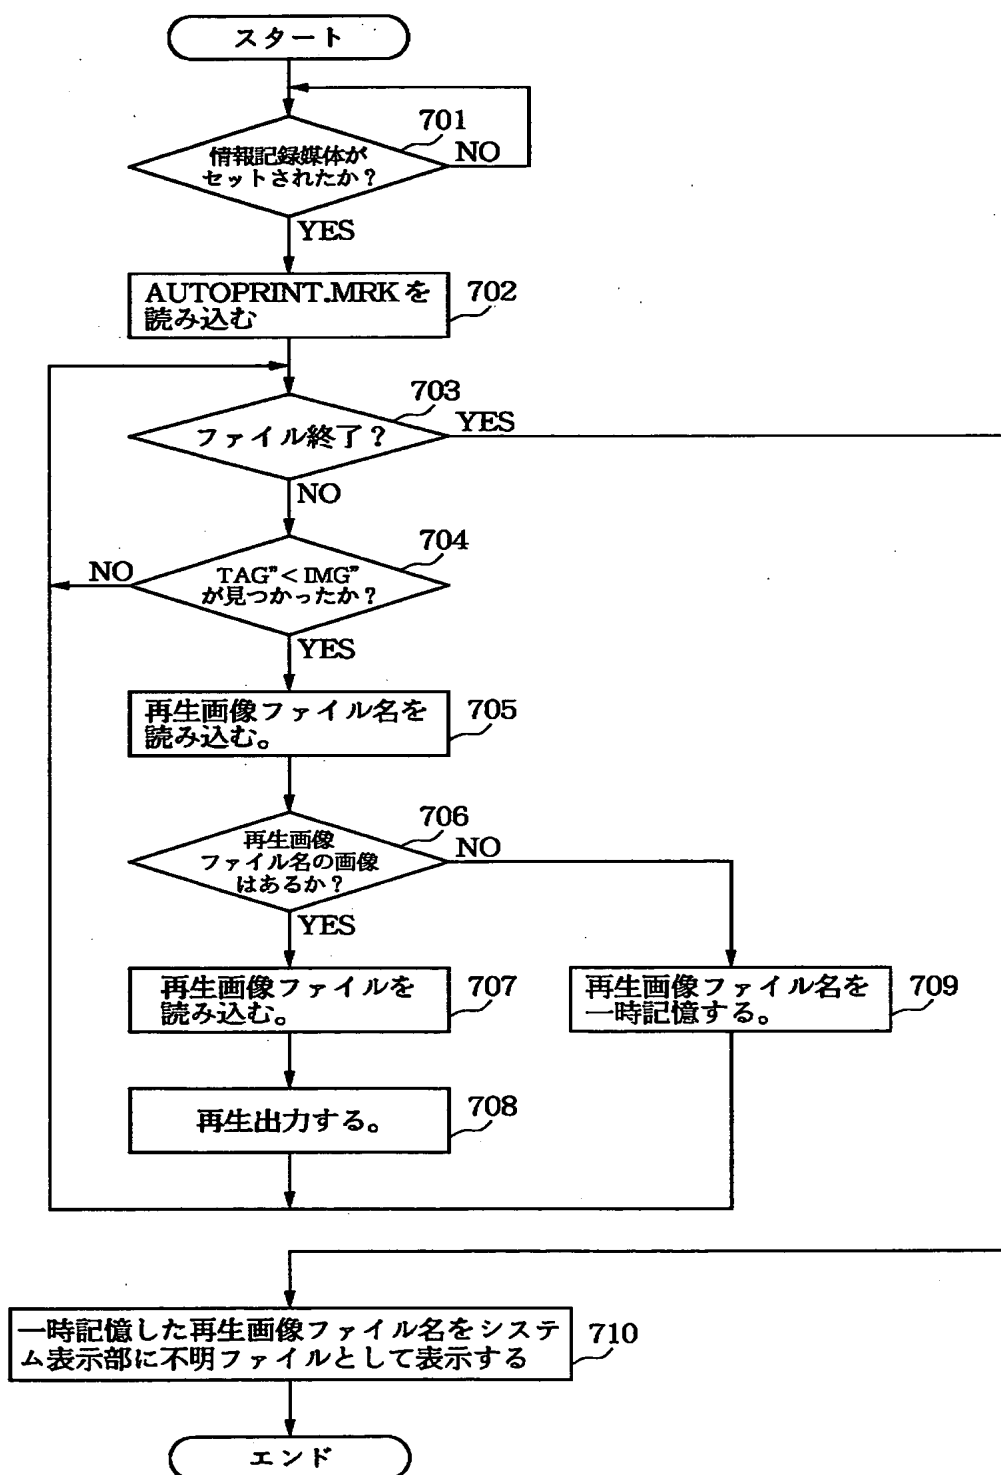 スタート
701
情報記録媒体が
セットされたか？
NO
YES
AUTOPRINT.MRKを
読み込む
702
703
ファイル終了？
YES
NO
704
NO
TAG"<IMG"
が見つかったか？
YES
再生画像ファイル名を
読み込む。
705
706
再生画像
ファイル名の画像
はあるか？
NO
YES
再生画像ファイルを
読み込む。
707
再生画像ファイル名を
一時記憶する。
709
再生出力する。
708
一時記憶した再生画像ファイル名をシステ
ム表示部に不明ファイルとして表示する
710
エンド